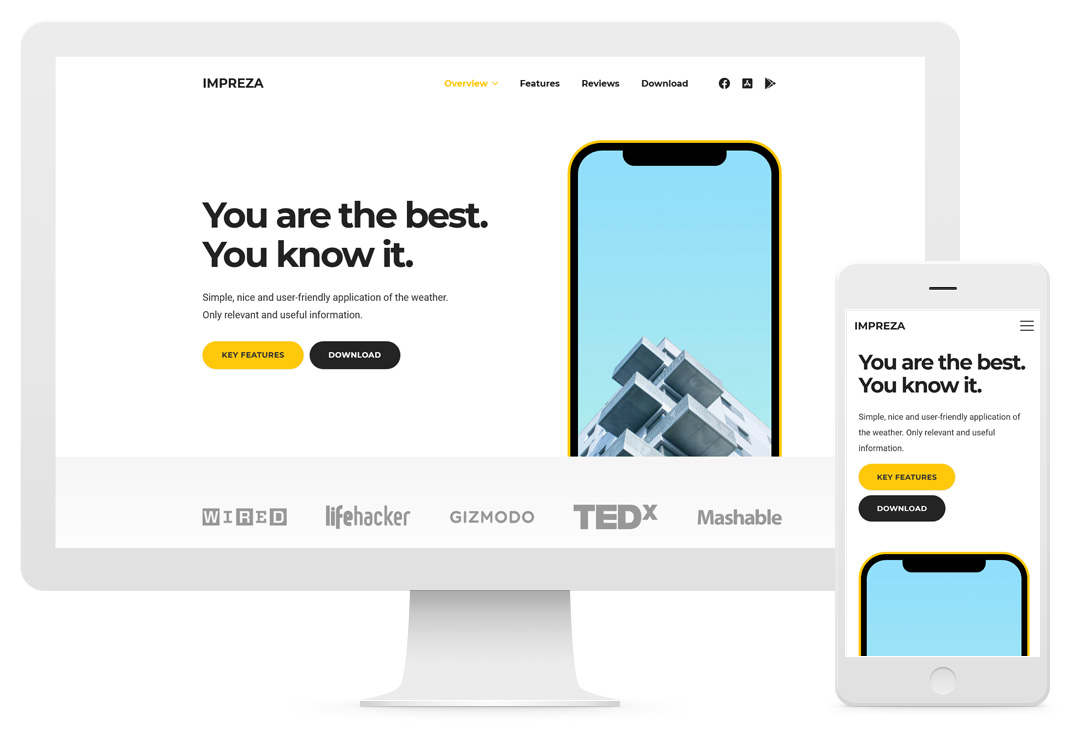 IMPREZA
Overview Features Reviews Download
You are the best.
You know it.
Simple, nice and user-friendly application of the weather.
Only relevant and useful information.
KEY FEATURES DOWNLOAD
WIRED lifehacker GIZMODO TEDx Mashable
IMPREZA
You are the best.
You know it.
Simple, nice and user-friendly application of
the weather. Only relevant and useful
information.
KEY FEATURES
DOWNLOAD